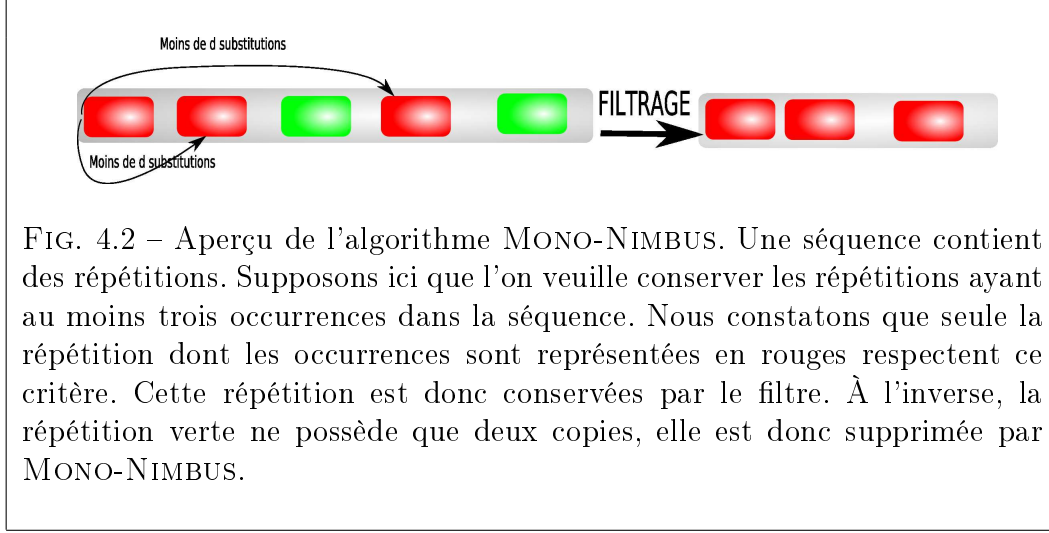 Moins de d substitutions
FILTRAGE
Moins de d substitutions
FIG. 4.2 – Aperçu de l'algorithme MONO-NIMBUS. Une séquence contient
des répétitions. Supposons ici que l'on veuille conserver les répétitions ayant
au moins trois occurrences dans la séquence. Nous constatons que seule la
répétition dont les occurrences sont représentées en rouges respectent ce
critère. Cette répétition est donc conservées par le filtre. À l'inverse, la
répétition verte ne possède que deux copies, elle est donc supprimée par
MONO-NIMBUS.